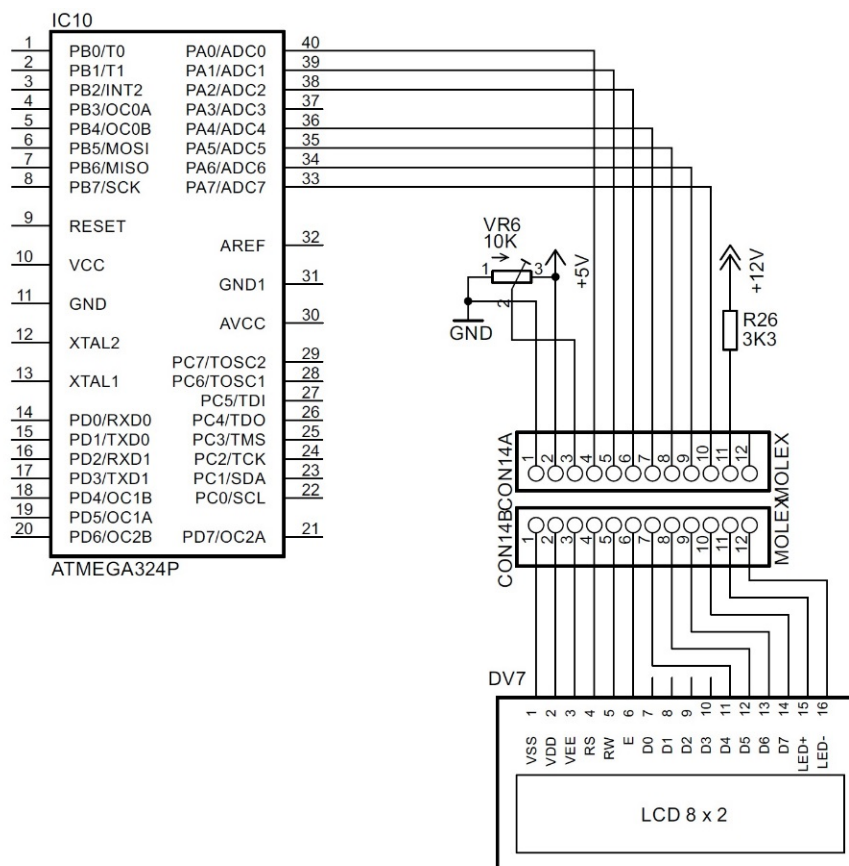 IC10
1 PB0/T0 PA0/ADC0 40
2 PB1/T1 PA1/ADC1 39
3 PB2/INT2 PA2/ADC2 38
4 PB3/OC0A PA3/ADC3 37
5 PB4/OC0B PA4/ADC4 36
6 PB5/MOSI PA5/ADC5 35
7 PB6/MISO PA6/ADC6 34
8 PB7/SCK PA7/ADC7 33
9 RESET
AREF 32
10 VCC
GND1 31
11 GND
AVCC 30
12 XTAL2
PC7/TOSC2 29
13 XTAL1 PC6/TOSC1 28
PC5/TDI 27
14 PD0/RXD0 PC4/TDO 26
15 PD1/TXD0 PC3/TMS 25
16 PD2/RXD1 PC2/TCK 24
17 PD3/TXD1 PC1/SDA 23
18 PD4/OC1B PC0/SCL 22
19 PD5/OC1A
20 PD6/OC2B PD7/OC2A 21
ATMEGA324P
VR6
10K
1 3
2
+5V
GND
+12V
R26
3K3
CON14A
1 2 3 4 5 6 7 8 9 10 11 12
MOLEX
CON14B
1 2 3 4 5 6 7 8 9 10 11 12
MOLEX
DV7
1 2 3 4 5 6 7 8 9 10 11 12 13 14 15 16
VSS VDD VEE RS RW E D0 D1 D2 D3 D4 D5 D6 D7 LED+ LED-
LCD 8 x 2